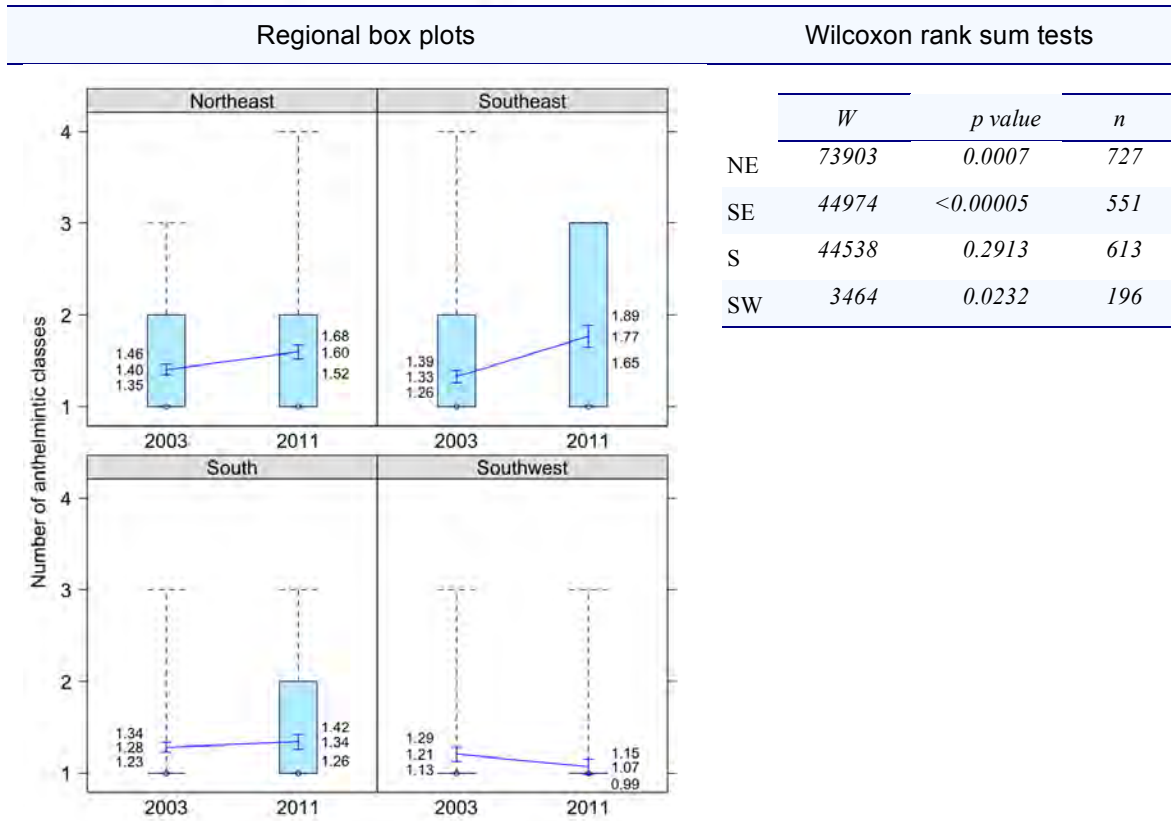 Regional box plots Wilcoxon rank sum tests
Number of anthelmintic classes
Northeast Southeast
4
3
2
1
1.46
1.40
1.35
1.68
1.60
1.52
1.39
1.33
1.26
1.89
1.77
1.65
2003 2011 2003 2011
South Southwest
4
3
2
1
1.34
1.28
1.23
1.42
1.34
1.26
1.29
1.21
1.13
1.15
1.07
0.99
2003 2011 2003 2011
W p value n
NE 73903 0.0007 727
SE 44974 <0.00005 551
S 44538 0.2913 613
SW 3464 0.0232 196